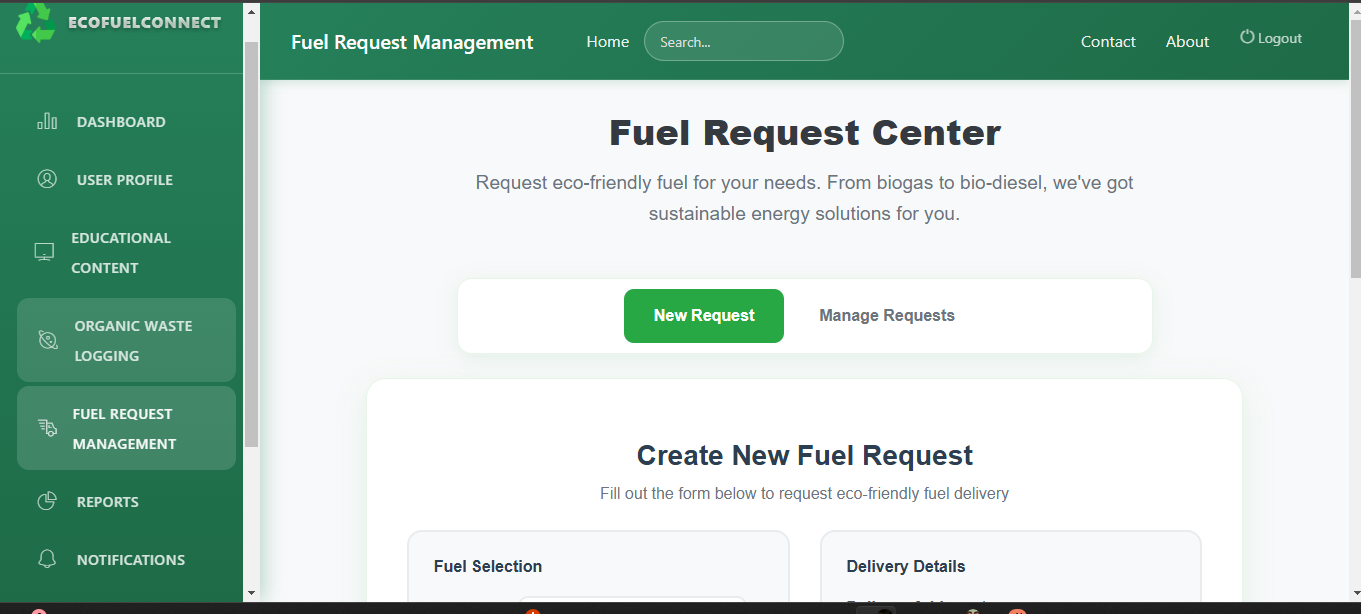 ECOFUELCONNECT
DASHBOARD
USER PROFILE
EDUCATIONAL
CONTENT
ORGANIC WASTE
LOGGING
FUEL REQUEST
MANAGEMENT
REPORTS
NOTIFICATIONS
Fuel Request Management
Home
Search...
Contact
About
Logout
Fuel Request Center
Request eco-friendly fuel for your needs. From biogas to bio-diesel, we've got
sustainable energy solutions for you.
New Request
Manage Requests
Create New Fuel Request
Fill out the form below to request eco-friendly fuel delivery
Fuel Selection
Delivery Details